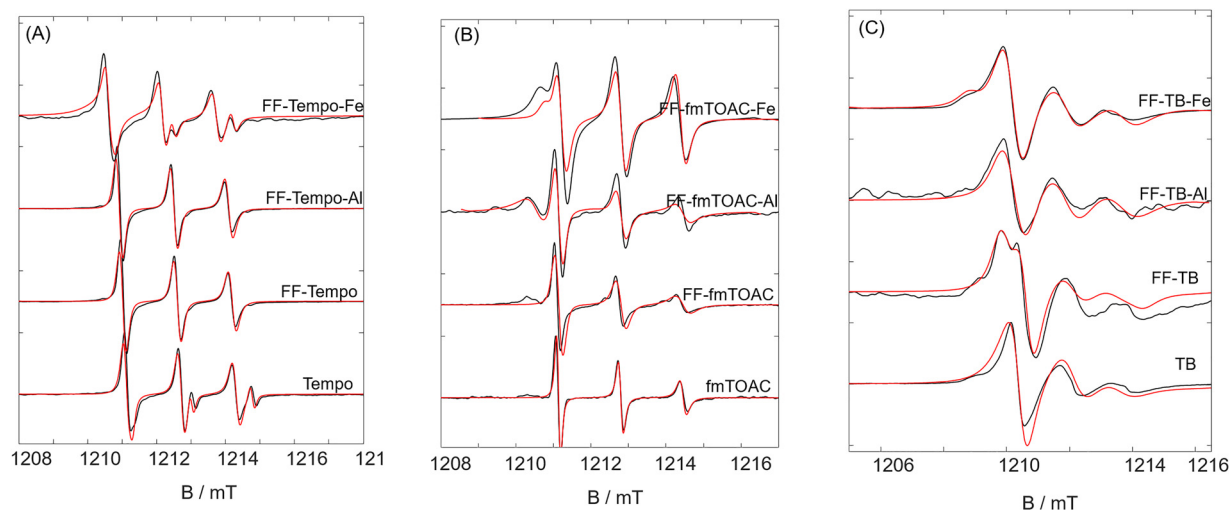 (A)
FF-Tempo-Fe
FF-Tempo-Al
FF-Tempo
Tempo
1208 1210 1212 1214 1216 121
B / mT
(B)
FF-fmTOAC-Fe
FF-fmTOAC-Al
FF-fmTOAC
fmTOAC
1208 1210 1212 1214 1216
B / mT
(C)
FF-TB-Fe
FF-TB-Al
FF-TB
TB
1206 1210 1214 1216
B / mT